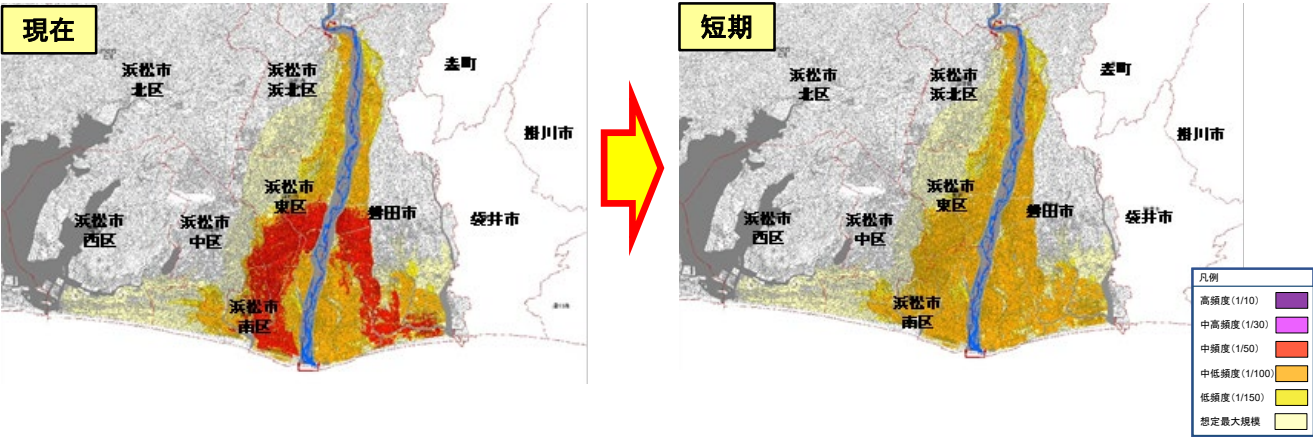 現在
浜松市
北区
浜松市
浜北区
森町
掛川市
浜松市
東区
磐田市
袋井市
浜松市
西区
浜松市
中区
浜松市
南区
短期
浜松市
北区
浜松市
浜北区
森町
掛川市
浜松市
東区
磐田市
袋井市
浜松市
西区
浜松市
中区
浜松市
南区
凡例
高頻度(1/10)
中高頻度(1/30)
中頻度(1/50)
中低頻度(1/100)
低頻度(1/150)
想定最大規模